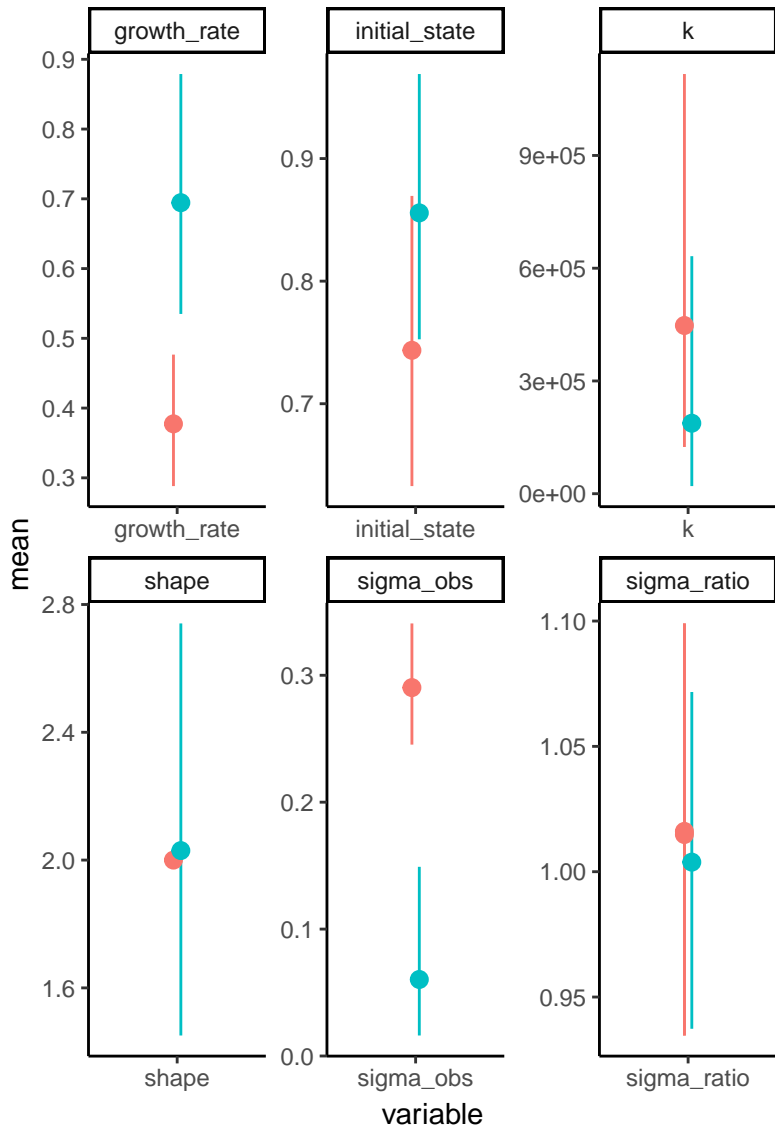 growth_rate
initial_state
k
0.9
0.8
0.7
0.6
0.5
0.4
0.3
growth_rate
0.9
0.8
0.7
initial_state
9e+05
6e+05
3e+05
0e+00
k
mean
shape
sigma_obs
sigma_ratio
2.8
2.4
2.0
1.6
shape
0.3
0.2
0.1
0.0
sigma_obs
1.10
1.05
1.00
0.95
sigma_ratio
variable